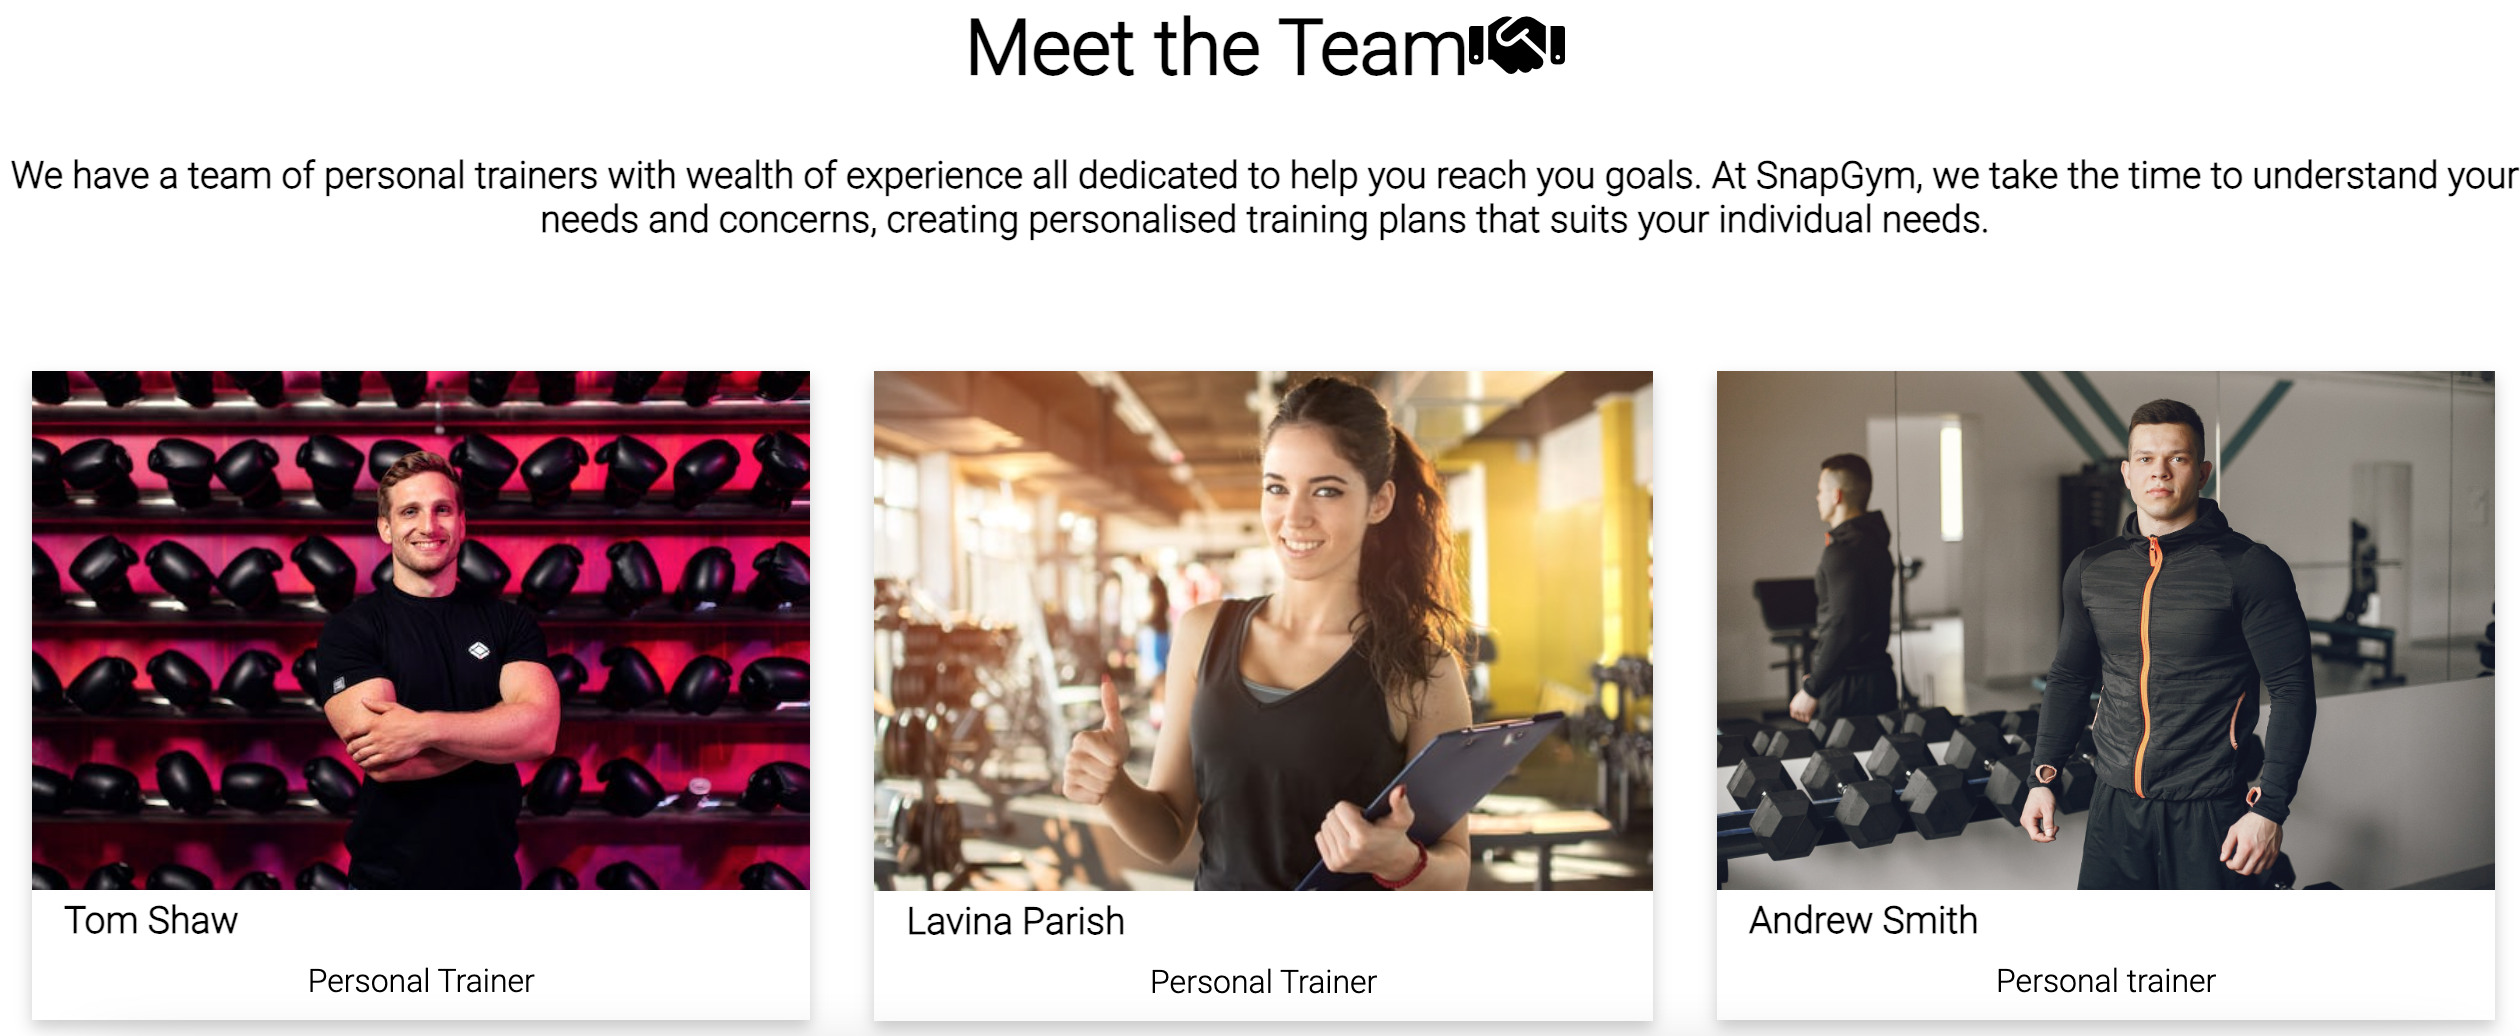 Meet the Team
We have a team of personal trainers with wealth of experience all dedicated to help you reach you goals. At SnapGym, we take the time to understand your
needs and concerns, creating personalised training plans that suits your individual needs.
Tom Shaw
Personal Trainer
Lavina Parish
Personal Trainer
Andrew Smith
Personal trainer